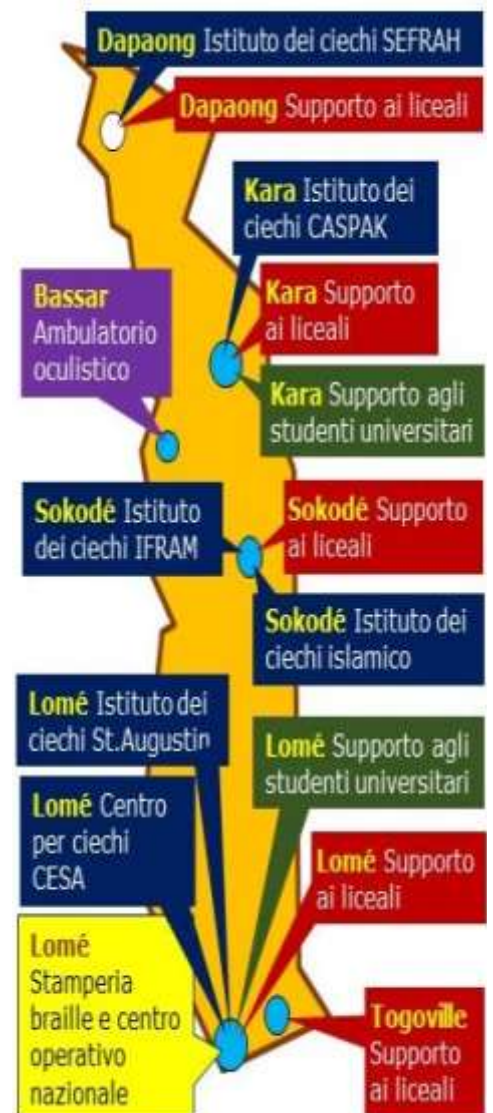 Dapaong Istituto dei ciechi SEFRAH
Dapaong Supporto ai liceali
Kara Istituto dei
ciechi CASPAK
Bassar
Ambulatorio
oculistico
Kara Supporto
ai liceali
Kara Supporto agli
studenti universitari
Sokodé Istituto
dei ciechi IFRAM
Sokodé Supporto
ai liceali
Sokodé Istituto dei
ciechi islamico
Lomé Istituto dei
ciechi St.Augustin
Lomé Supporto agli
studenti universitari
Lomé Centro
per ciechi
CESA
Lomé Supporto
ai liceali
Lomé
Stamperia
braille e centro
operativo
nazionale
Togoville
Supporto
ai liceali